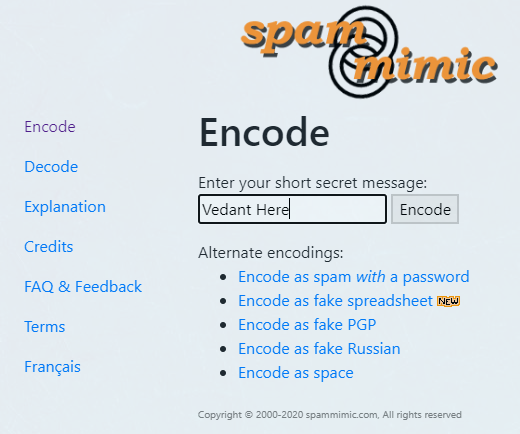 spam
mimic
Encode
Decode
Explanation
Credits
FAQ & Feedback
Terms
Français
Encode
Enter your short secret message:
Vedant Here Encode
Alternate encodings:
Encode as spam with a password
Encode as fake spreadsheet NEW
Encode as fake PGP
Encode as fake Russian
Encode as space
Copyright © 2000-2020 spammimic.com, All rights reserved